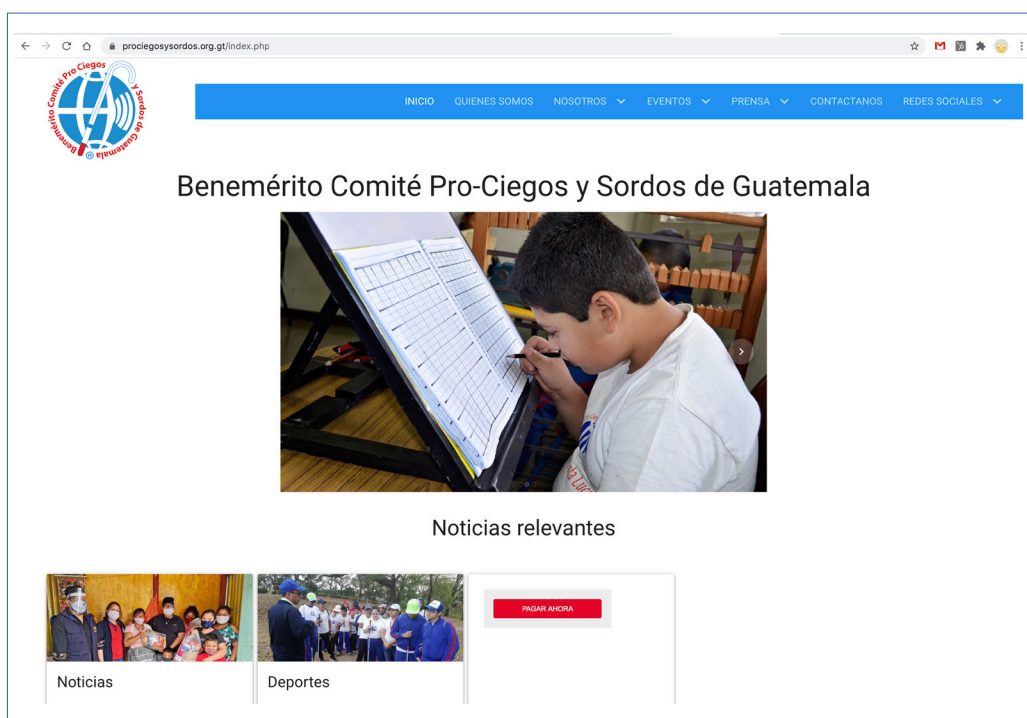 prociegosysordos.org.gt/index.php
Benemérito Comité Pro Ciegos y Sordos de Guatemala
INICIO QUIENES SOMOS NOSOTROS EVENTOS PRENSA CONTACTANOS REDES SOCIALES
Benemérito Comité Pro-Ciegos y Sordos de Guatemala
Noticias relevantes
PAGAR AHORA
Noticias
Deportes